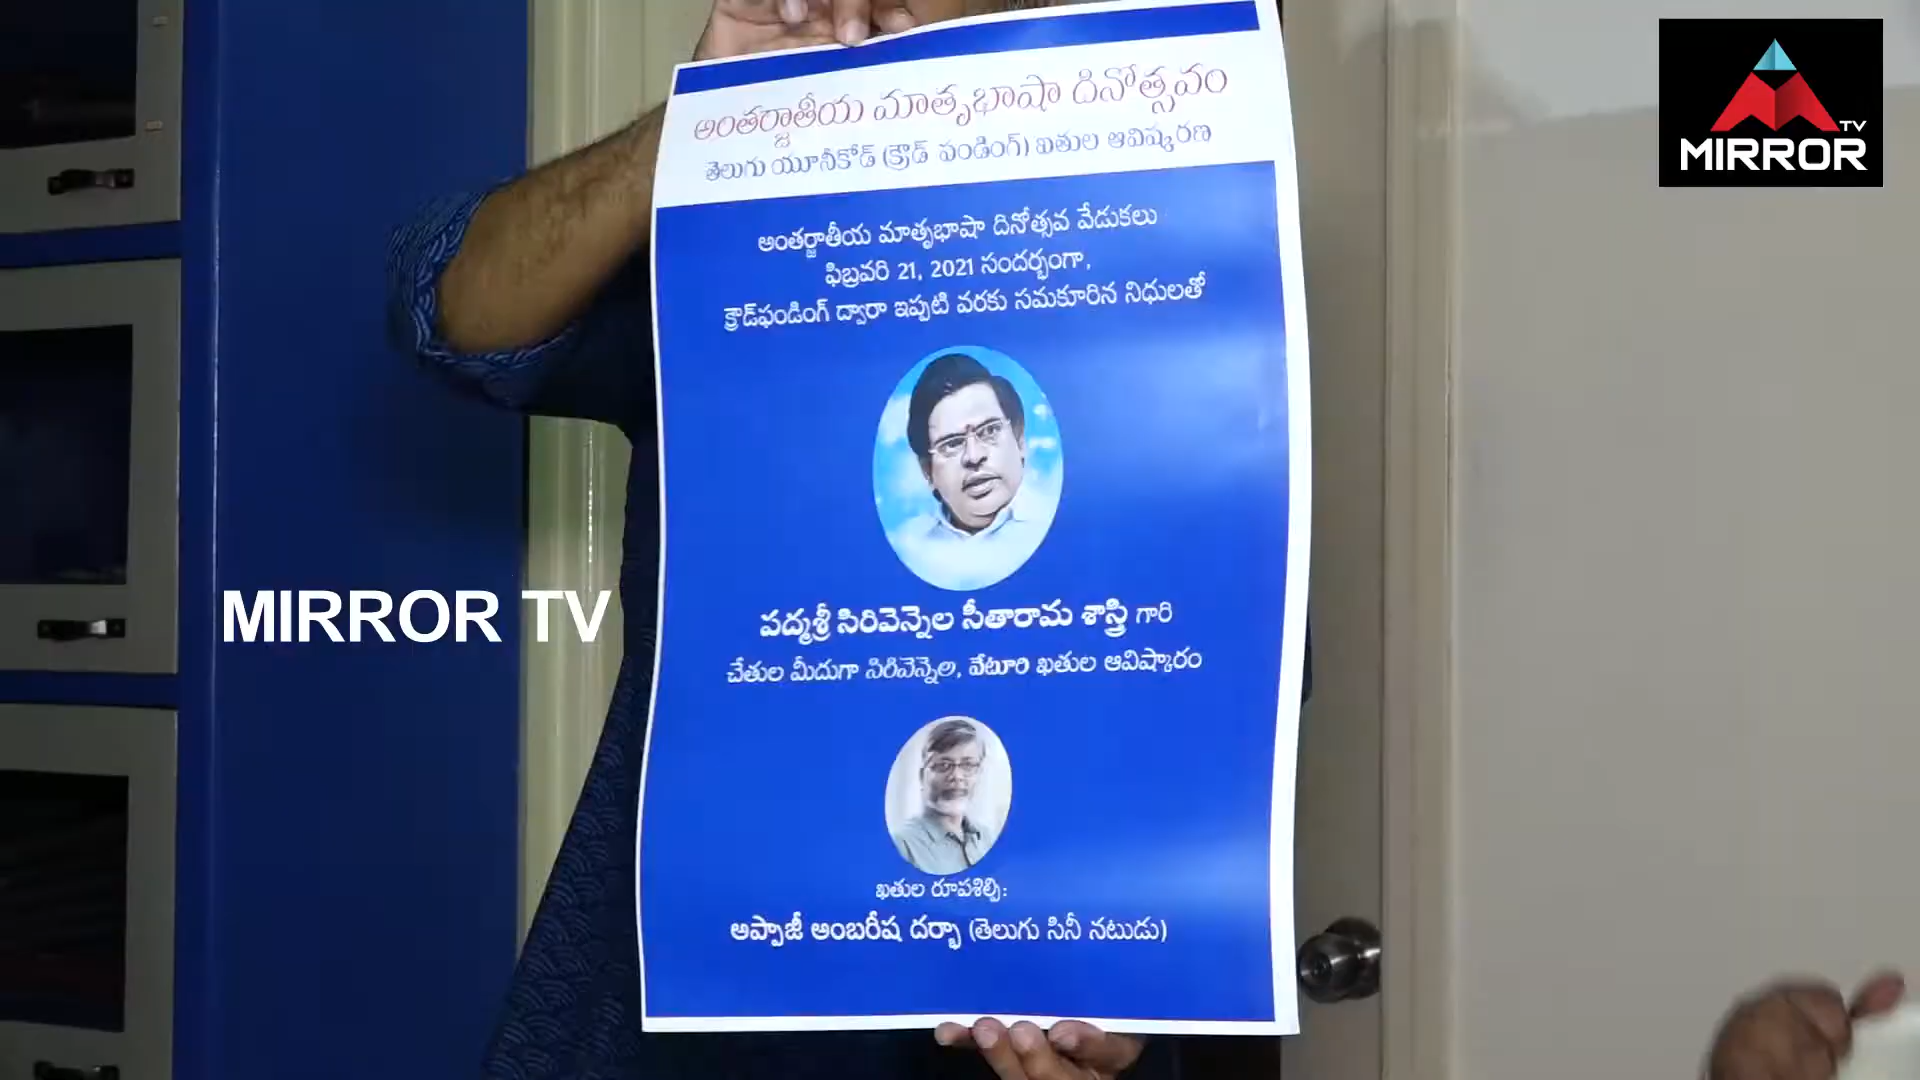 అంతర్జాతీయ మాతృభాషా దినోత్సవం
తెలుగు యూనీకోడ్ (క్రౌడ్ ఫండింగ్) ఖతుల ఆవిష్కరణ
అంతర్జాతీయ మాతృభాషా దినోత్సవ వేడుకలు
ఫిబ్రవరి 21, 2021 సందర్భంగా,
క్రౌడ్‌ఫండింగ్ ద్వారా ఇప్పటి వరకు సమకూరిన నిధులతో
పద్మశ్రీ సిరివెన్నెల సీతారామ శాస్త్రి గారి
చేతుల మీదుగా సిరివెన్నెల, వేటూరి ఖతుల ఆవిష్కారం
ఖతుల రూపశిల్పి:
అప్పాజీ అంబరీష దర్భా (తెలుగు సినీ నటుడు)
MIRROR TV
TV
MIRROR